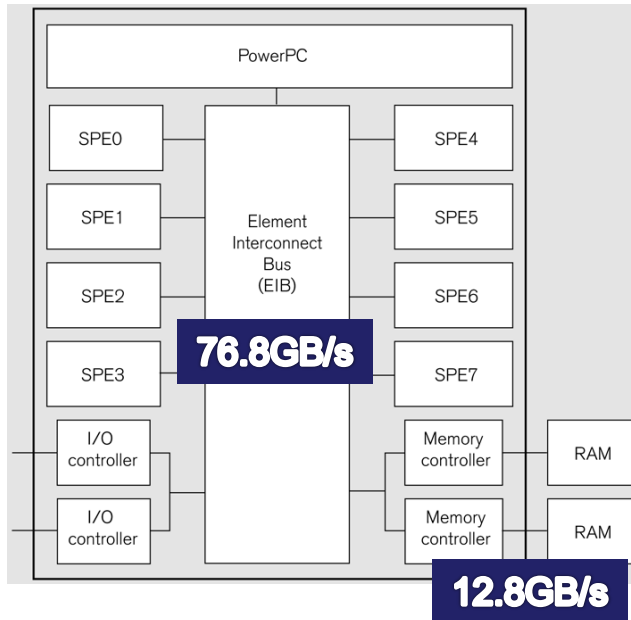 PowerPC
SPE0
SPE4
SPE1
SPE5
Element
Interconnect
Bus
(EIB)
SPE2
SPE6
76.8GB/s
SPE3
SPE7
I/O
controller
Memory
controller
RAM
I/O
controller
Memory
controller
RAM
12.8GB/s